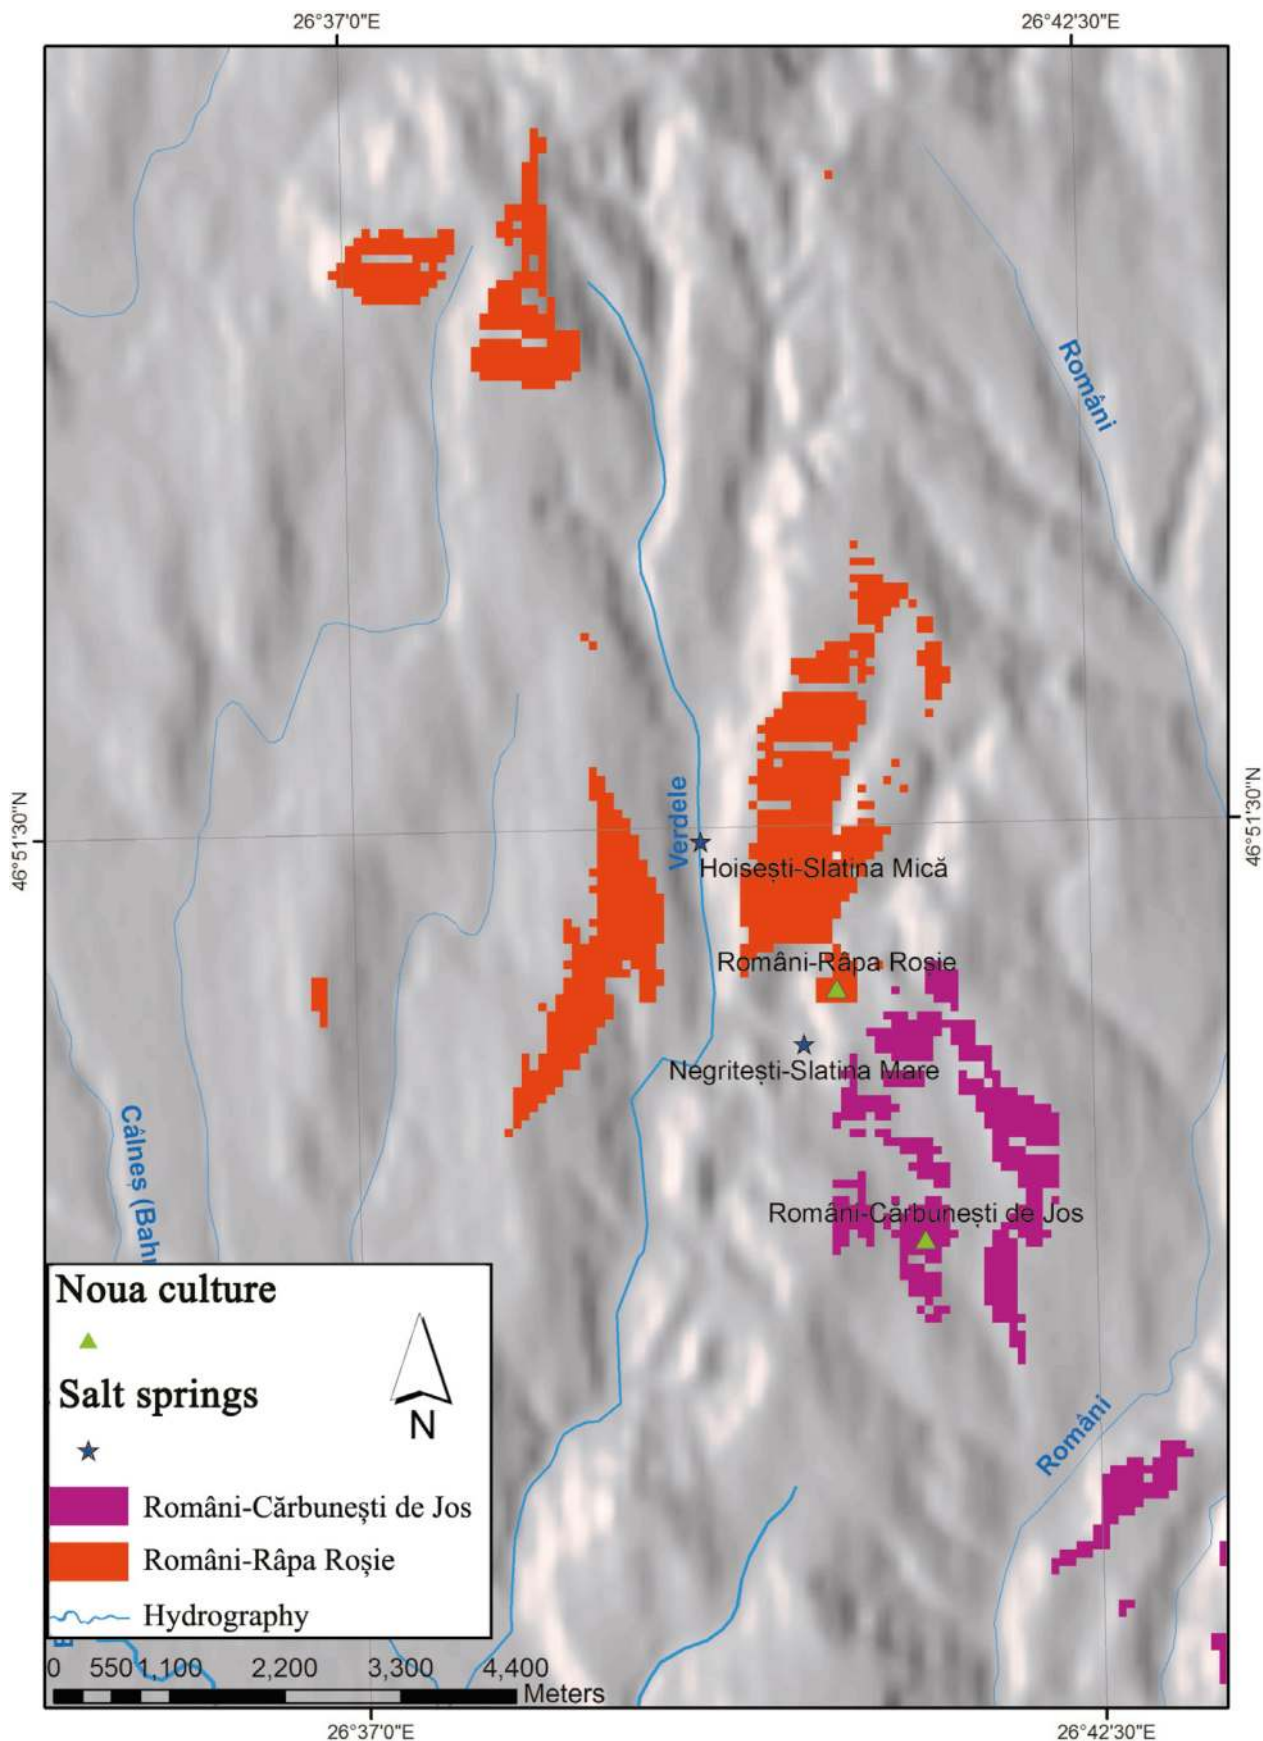 26°37'0"E
26°42'30"E
Români
46°51'30"N
46°51'30"N
Verdele
Hoisești-Slatina Mică
Români-Râpa Roșie
Negritești-Slatina Mare
Câlneș (Bahn
Români-Cărbunești de Jos
Români
Noua culture
N
Salt springs
Români-Cărbunești de Jos
Români-Râpa Roșie
Hydrography
0 550 1,100 2,200 3,300 4,400
Meters
26°37'0"E
26°42'30"E